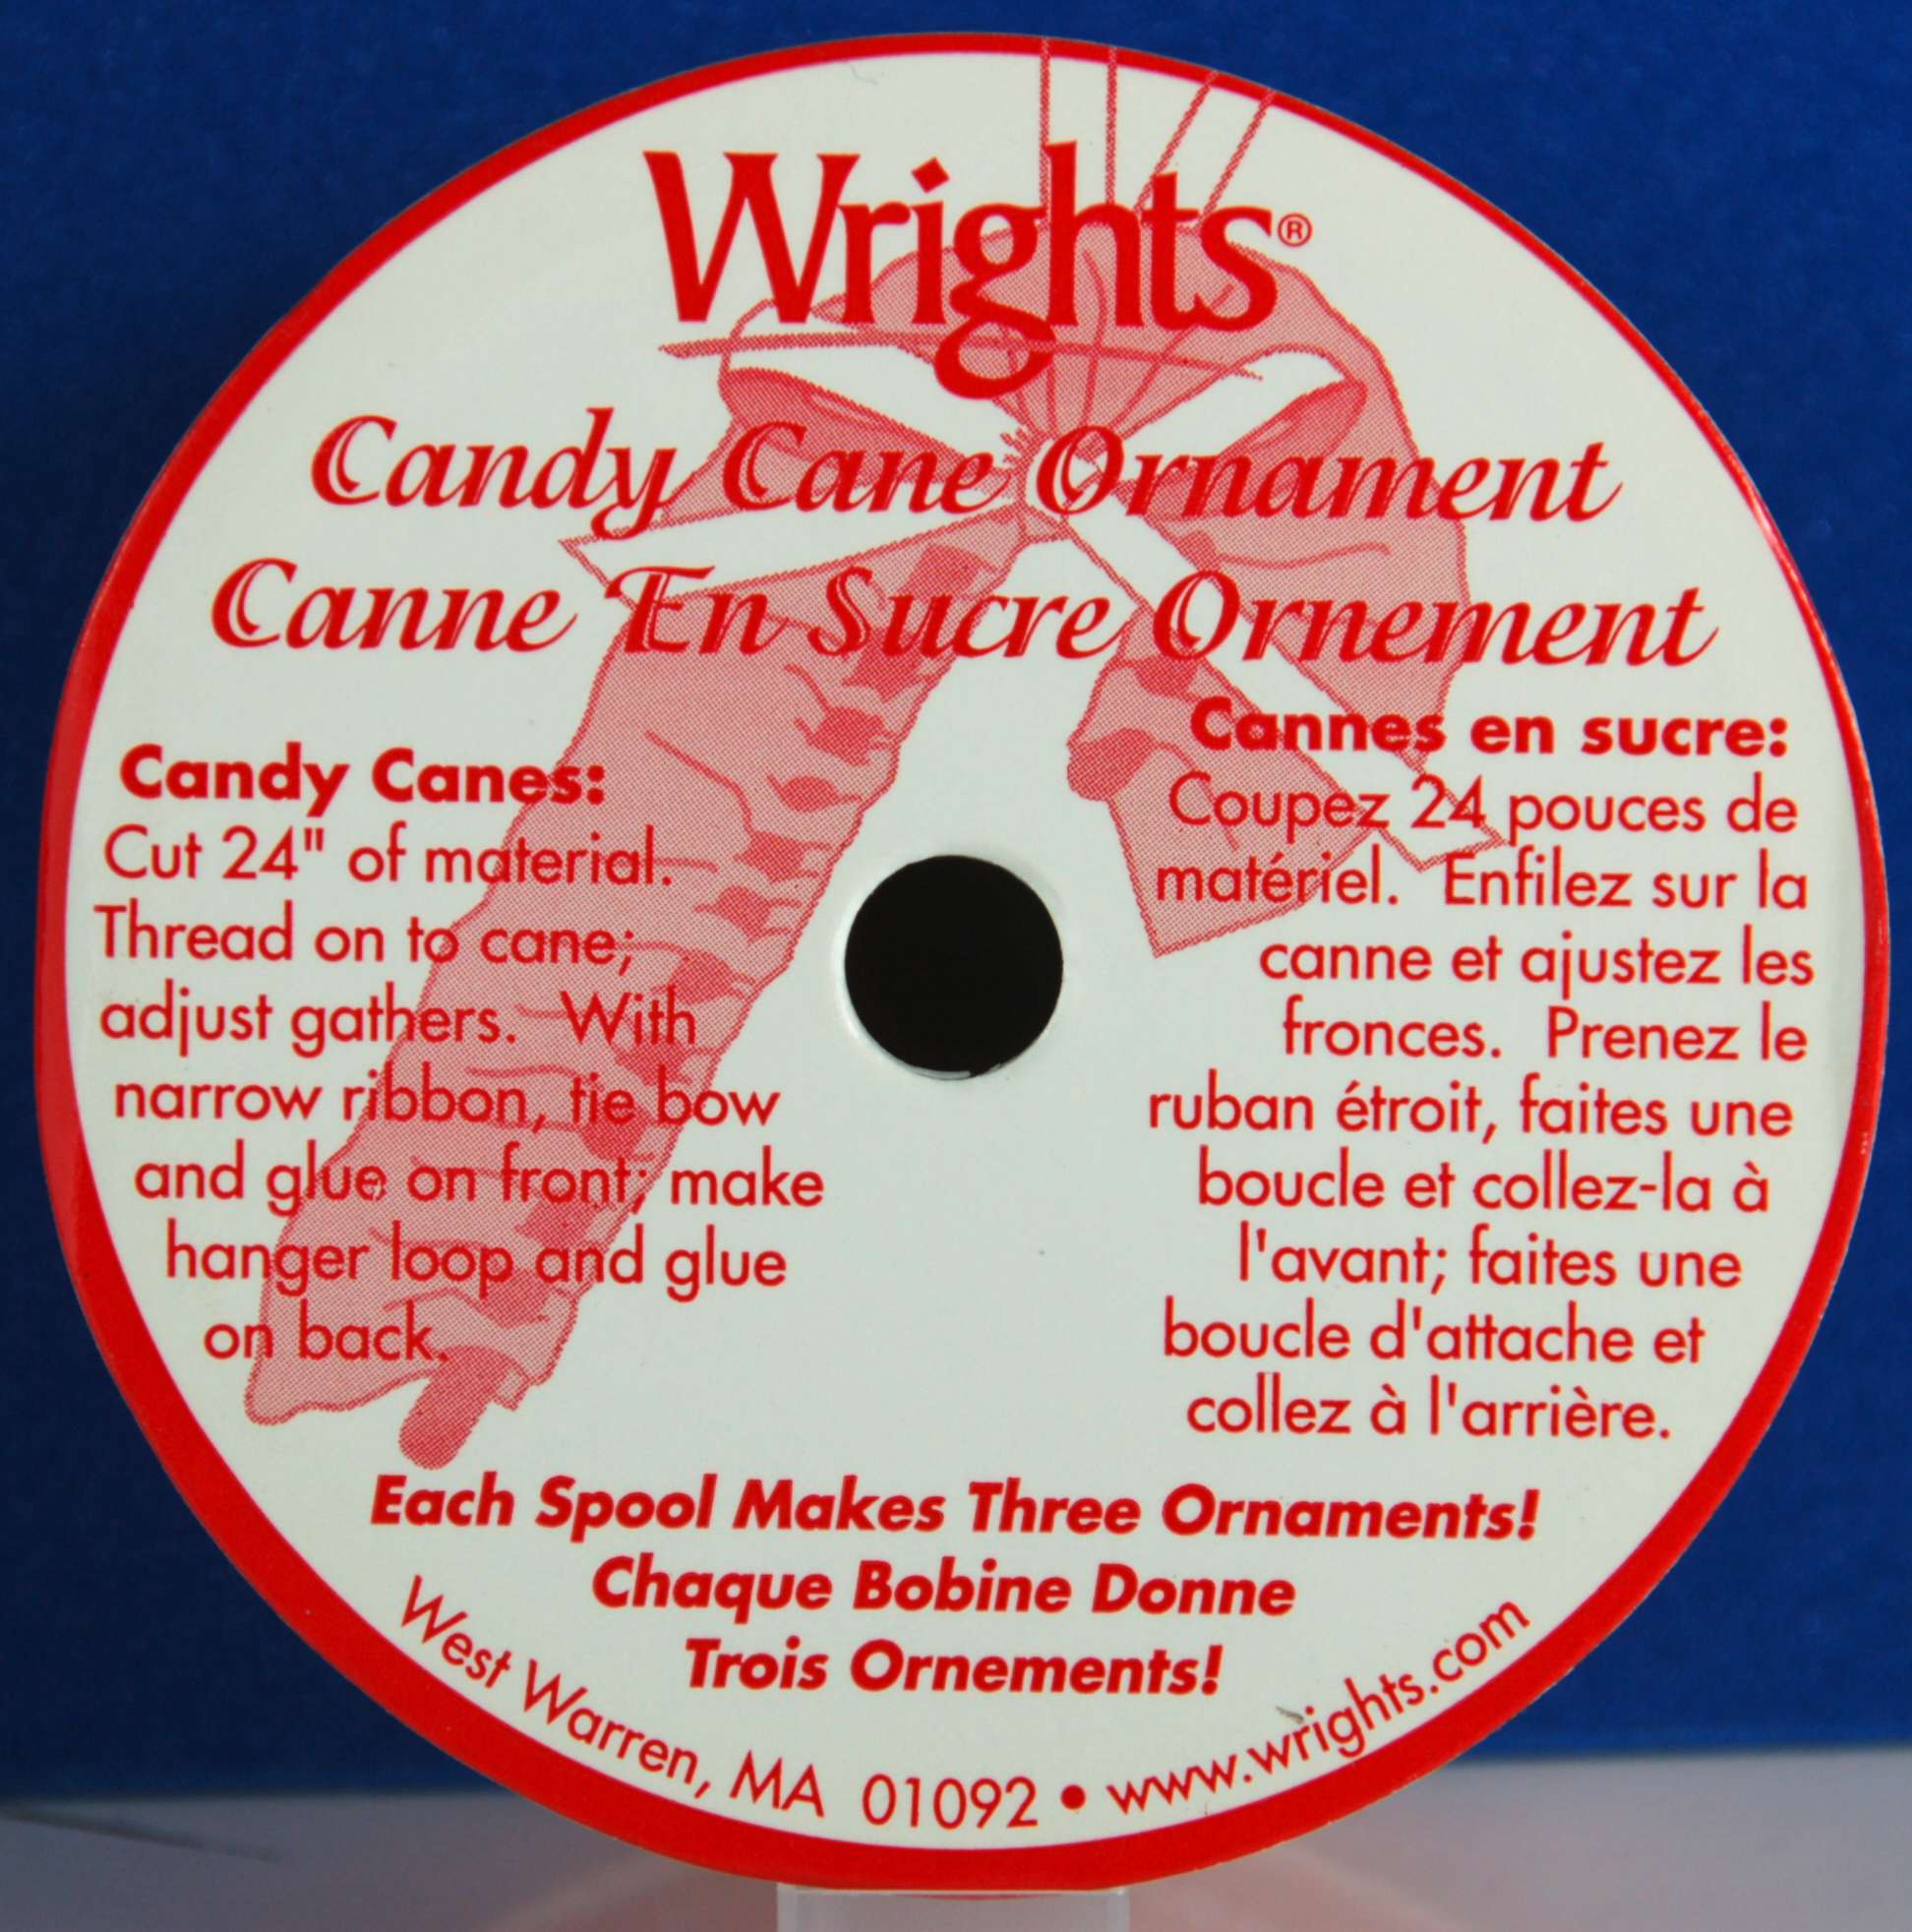 Wrights®
Candy Cane Ornament
Canne En Sucre Ornement
Candy Canes:
Cut 24" of material.
Thread on to cane;
adjust gathers. With
narrow ribbon, tie bow
and glue on front; make
hanger loop and glue
on back.
Cannes en sucre:
Coupez 24 pouces de
matériel. Enfilez sur la
canne et ajustez les
fronces. Prenez le
ruban étroit, faites une
boucle et collez-la à
l'avant; faites une
boucle d'attache et
collez à l'arrière.
Each Spool Makes Three Ornaments!
Chaque Bobine Donne
Trois Ornements!
West Warren, MA 01092 • www.wrights.com